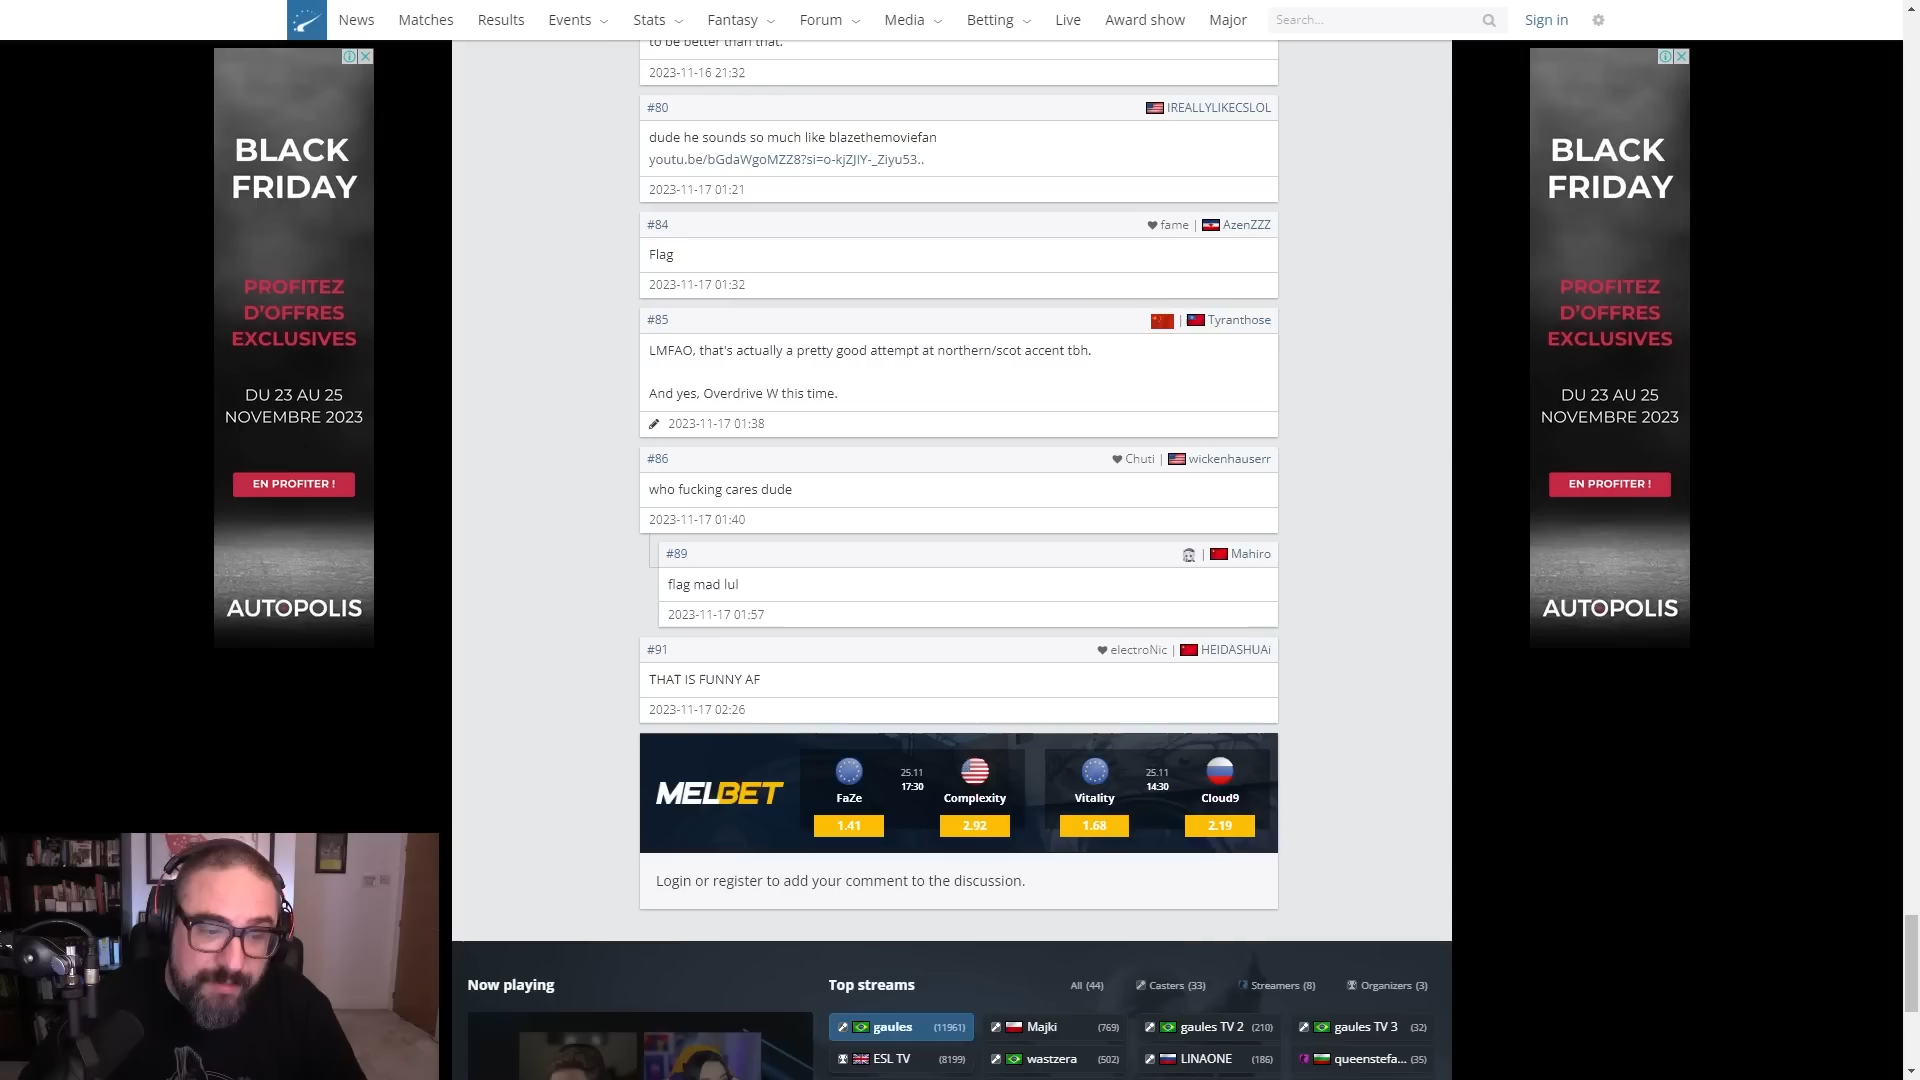 News Matches Results Events Stats Fantasy Forum Media Betting Live Award show Major Search... Sign in
to be better than that.
2023-11-16 21:32
#80 IREALLYLIKECSLOL
dude he sounds so much like blazethemoviefan
youtu.be/bGdaWgoMZZ8?si=o-kjZJIY-_Ziyu53..
2023-11-17 01:21
#84 fame | AzenZZZ
Flag
2023-11-17 01:32
#85 | Tyranthose
LMFAO, that's actually a pretty good attempt at northern/scot accent tbh.
And yes, Overdrive W this time.
2023-11-17 01:38
#86 Chuti | wickenhauserr
who fucking cares dude
2023-11-17 01:40
#89 | Mahiro
flag mad lul
2023-11-17 01:57
#91 electroNic | HEIDASHUAi
THAT IS FUNNY AF
2023-11-17 02:26
MELBET
FaZe 25.11 17:30 Complexity
1.41 2.92
Vitality 25.11 14:30 Cloud9
1.68 2.19
Login or register to add your comment to the discussion.
Now playing
Top streams All (44) Casters (33) Streamers (8) Organizers (3)
gaules (11961) Majki (769) gaules TV 2 (210) gaules TV 3 (32)
ESL TV (8199) wastzera (502) LINAONE (186) queenstefa... (35)
BLACK
FRIDAY
PROFITEZ
D'OFFRES
EXCLUSIVES
DU 23 AU 25
NOVEMBRE 2023
EN PROFITER !
AUTOPOLIS
BLACK
FRIDAY
PROFITEZ
D'OFFRES
EXCLUSIVES
DU 23 AU 25
NOVEMBRE 2023
EN PROFITER !
AUTOPOLIS